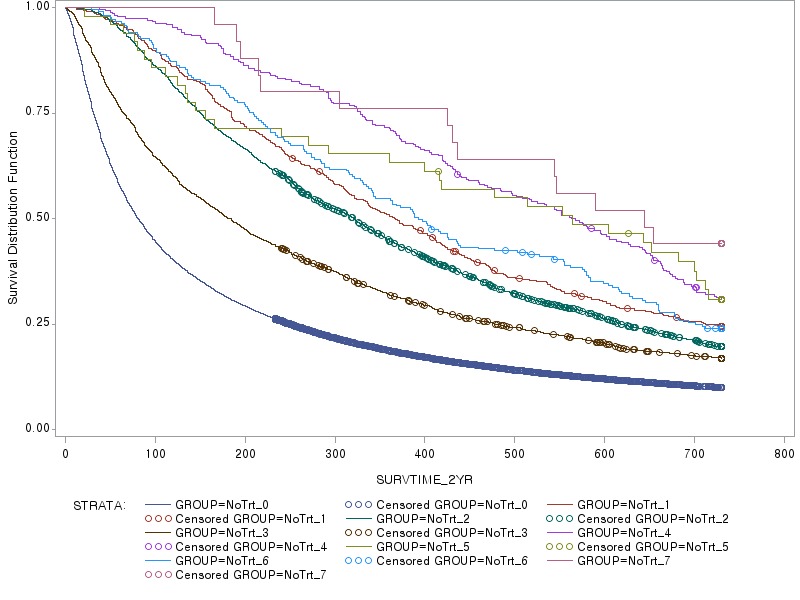 1.00
0.75
0.50
0.25
0.00
Survival Distribution Function
0 100 200 300 400 500 600 700 800
SURVTIME_2YR
STRATA: GROUP=NoTrt_0 Censored GROUP=NoTrt_0 GROUP=NoTrt_1
Censored GROUP=NoTrt_1 GROUP=NoTrt_2 Censored GROUP=NoTrt_2
GROUP=NoTrt_3 Censored GROUP=NoTrt_3 GROUP=NoTrt_4
Censored GROUP=NoTrt_4 GROUP=NoTrt_5 Censored GROUP=NoTrt_5
GROUP=NoTrt_6 Censored GROUP=NoTrt_6 GROUP=NoTrt_7
Censored GROUP=NoTrt_7